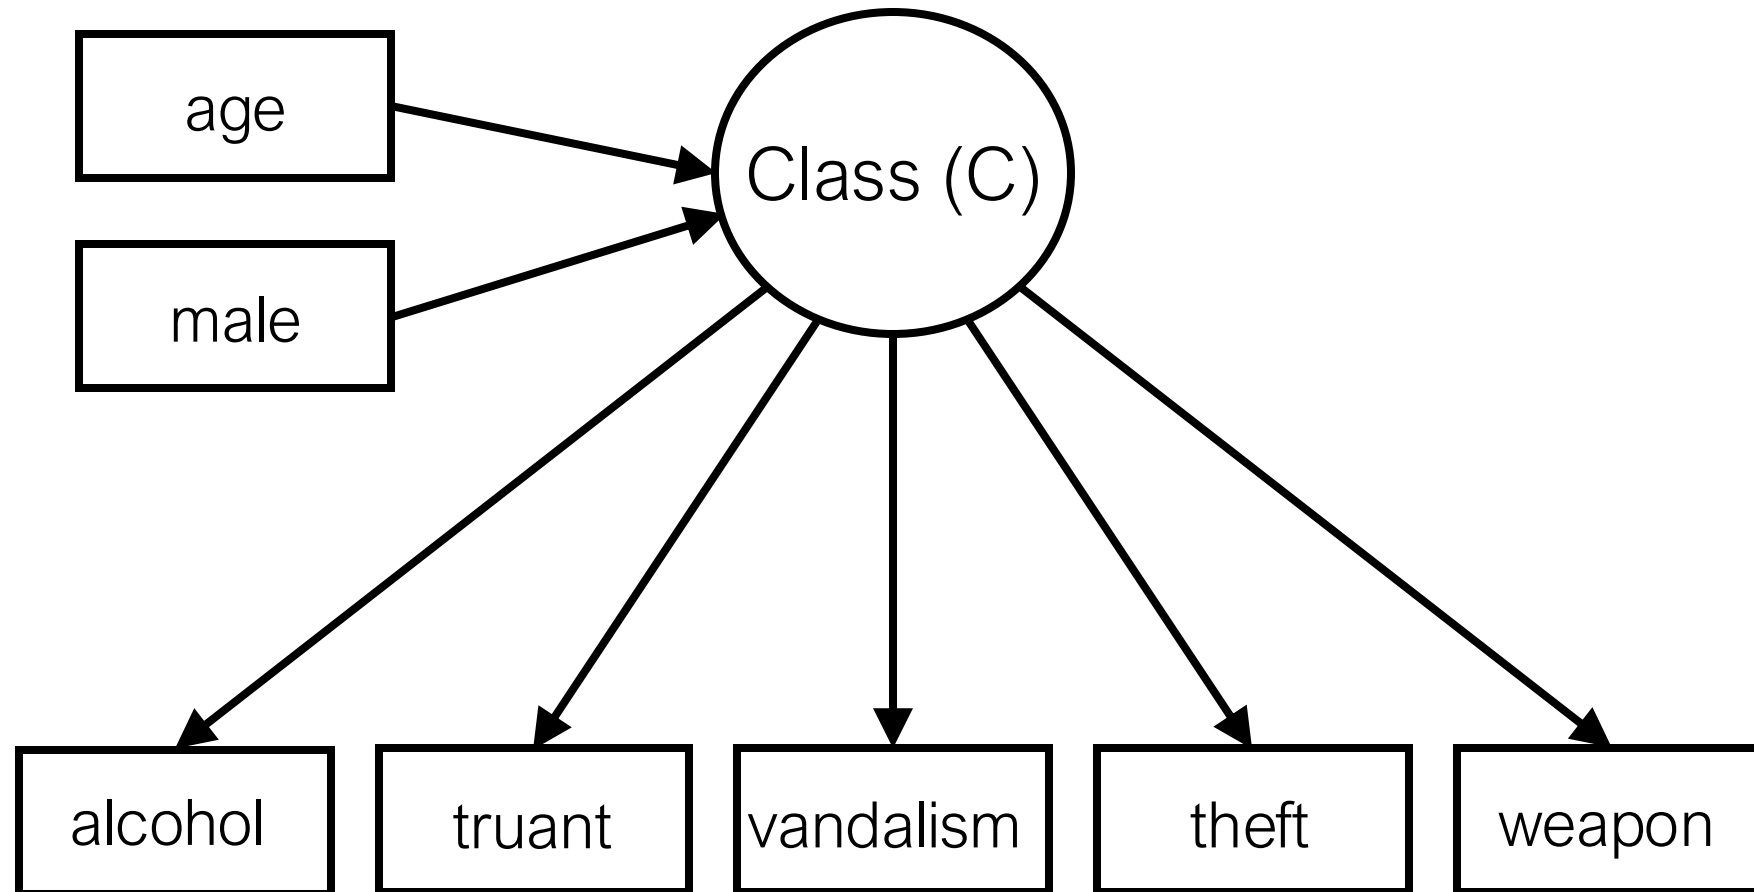 age
Class (C)
male
alcohol
truant
vandalism
theft
weapon